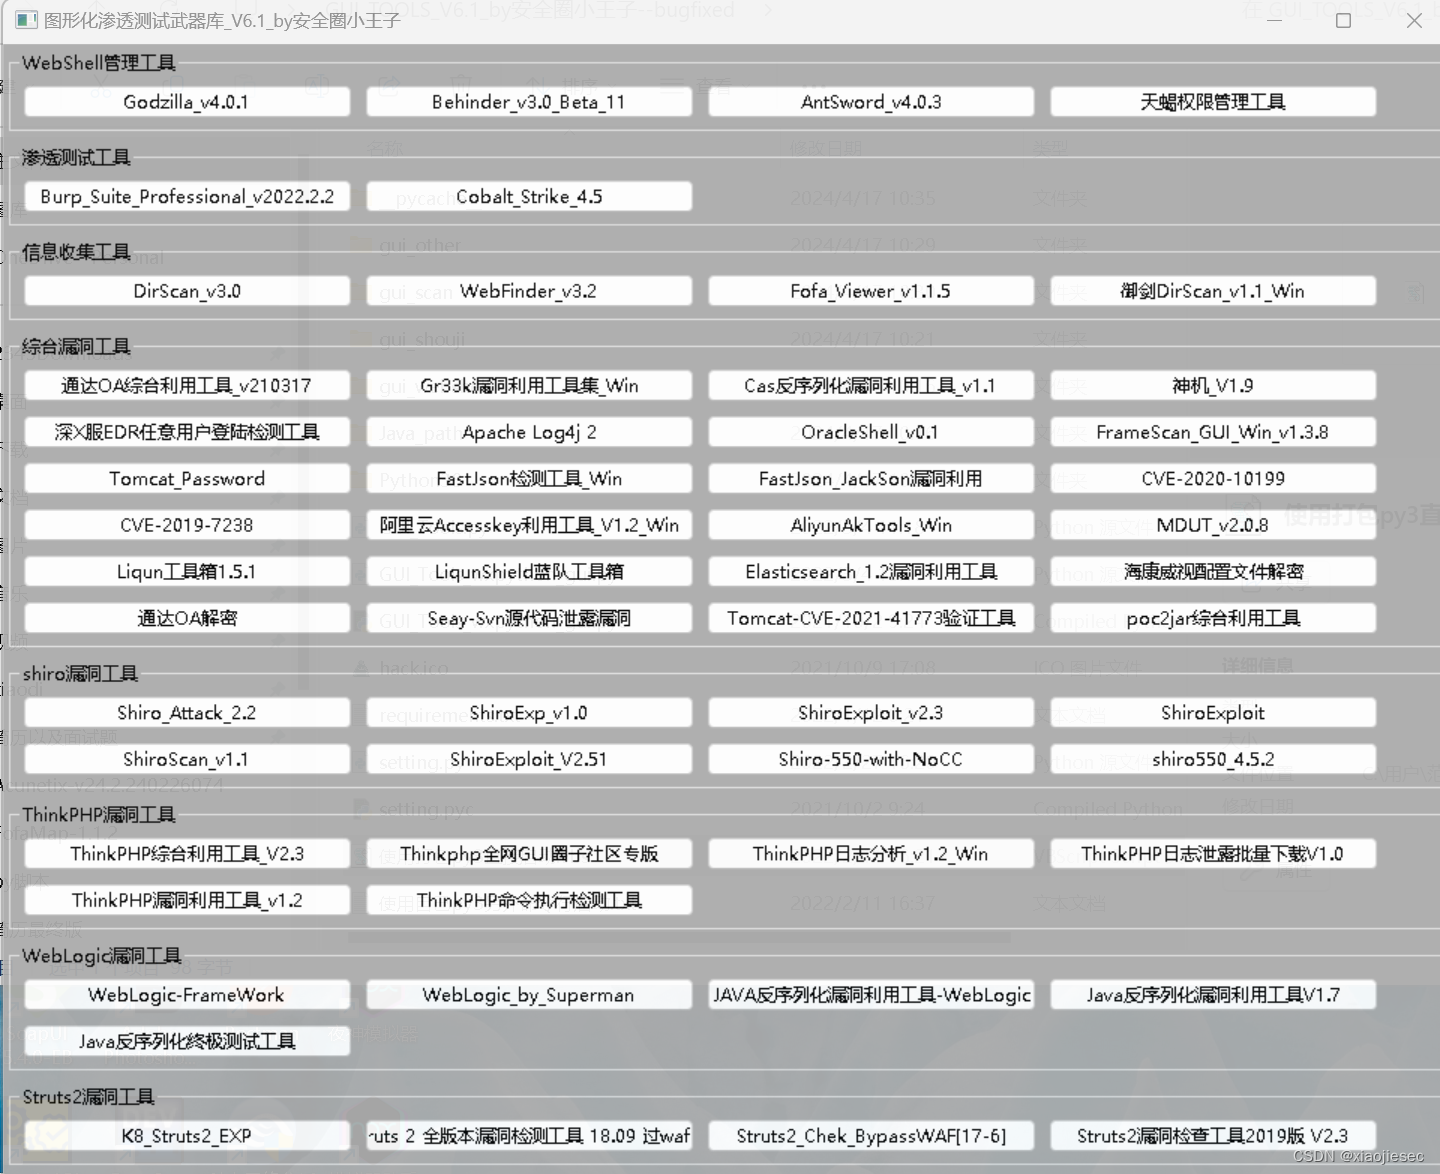 图形化渗透测试武器库_V6.1_by安全圈小王子
WebShell管理工具
Godzilla_v4.0.1 Behinder_v3.0_Beta_11 AntSword_v4.0.3 天蝎权限管理工具
渗透测试工具
Burp_Suite_Professional_v2022.2.2 Cobalt_Strike_4.5
信息收集工具
DirScan_v3.0 WebFinder_v3.2 Fofa_Viewer_v1.1.5 御剑DirScan_v1.1_Win
综合漏洞工具
通达OA综合利用工具_v210317 Gr33k漏洞利用工具集_Win Cas反序列化漏洞利用工具_v1.1 神机_V1.9
深X服EDR任意用户登陆检测工具 Apache Log4j 2 OracleShell_v0.1 FrameScan_GUI_Win_v1.3.8
Tomcat_Password FastJson检测工具_Win FastJson_JackSon漏洞利用 CVE-2020-10199
CVE-2019-7238 阿里云Accesskey利用工具_V1.2_Win AliyunAkTools_Win MDUT_v2.0.8
Liqun工具箱1.5.1 LiqunShield蓝队工具箱 Elasticsearch_1.2漏洞利用工具 海康威视配置文件解密
通达OA解密 Seay-Svn源代码泄露漏洞 Tomcat-CVE-2021-41773验证工具 poc2jar综合利用工具
shiro漏洞工具
Shiro_Attack_2.2 ShiroExp_v1.0 ShiroExploit_v2.3 ShiroExploit
ShiroScan_v1.1 ShiroExploit_V2.51 Shiro-550-with-NoCC shiro550_4.5.2
ThinkPHP漏洞工具
ThinkPHP综合利用工具_V2.3 Thinkphp全网GUI圈子社区专版 ThinkPHP日志分析_v1.2_Win ThinkPHP日志泄露批量下载V1.0
ThinkPHP漏洞利用工具_v1.2 ThinkPHP命令执行检测工具
WebLogic漏洞工具
WebLogic-FrameWork WebLogic_by_Superman JAVA反序列化漏洞利用工具-WebLogic Java反序列化漏洞利用工具V1.7
Java反序列化终极测试工具
Struts2漏洞工具
K8_Struts2_EXP ruts 2 全版本漏洞检测工具 18.09 过waf Struts2_Chek_BypassWAF[17-6] Struts2漏洞检查工具2019版 V2.3
CSDN @xiaojiesec